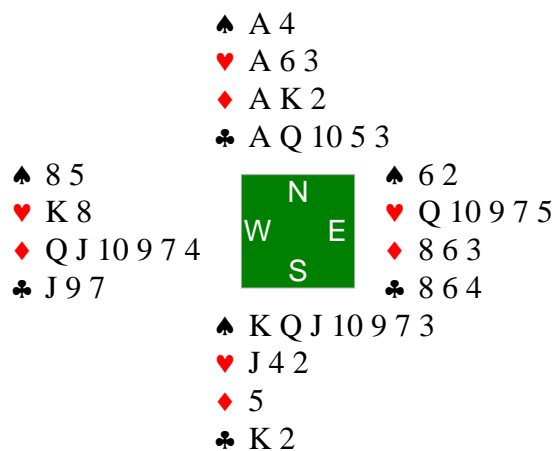 ♠ A 4
♥ A 6 3
♦ A K 2
♣ A Q 10 5 3
♠ 8 5
♥ K 8
♦ Q J 10 9 7 4
♣ J 9 7
N
W E
S
♠ 6 2
♥ Q 10 9 7 5
♦ 8 6 3
♣ 8 6 4
♠ K Q J 10 9 7 3
♥ J 4 2
♦ 5
♣ K 2